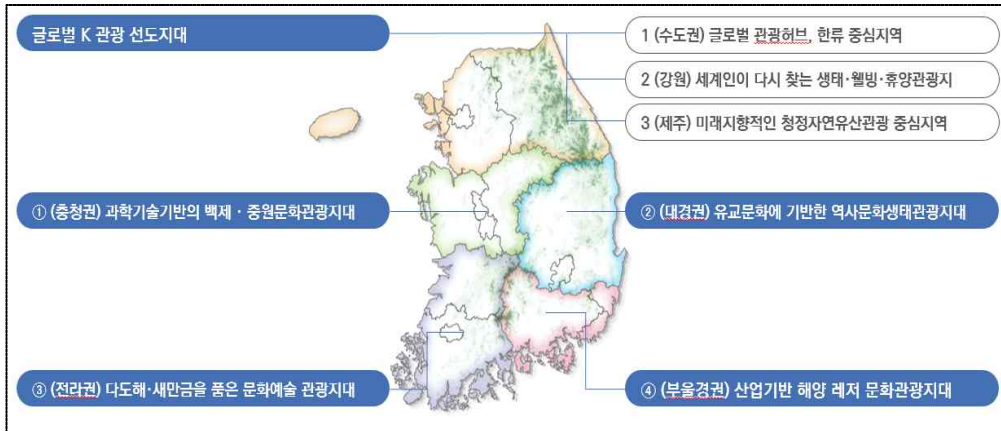 글로벌 K 관광 선도지대
1 (수도권) 글로벌 관광허브, 한류 중심지역
2 (강원) 세계인이 다시 찾는 생태·웰빙·휴양관광지
3 (제주) 미래지향적인 청정자연유산관광 중심지역
① (충청권) 과학기술기반의 백제 · 중원문화관광지대
② (대경권) 유교문화에 기반한 역사문화생태관광지대
③ (전라권) 다도해·새만금을 품은 문화예술 관광지대
④ (부울경권) 산업기반 해양 레저 문화관광지대